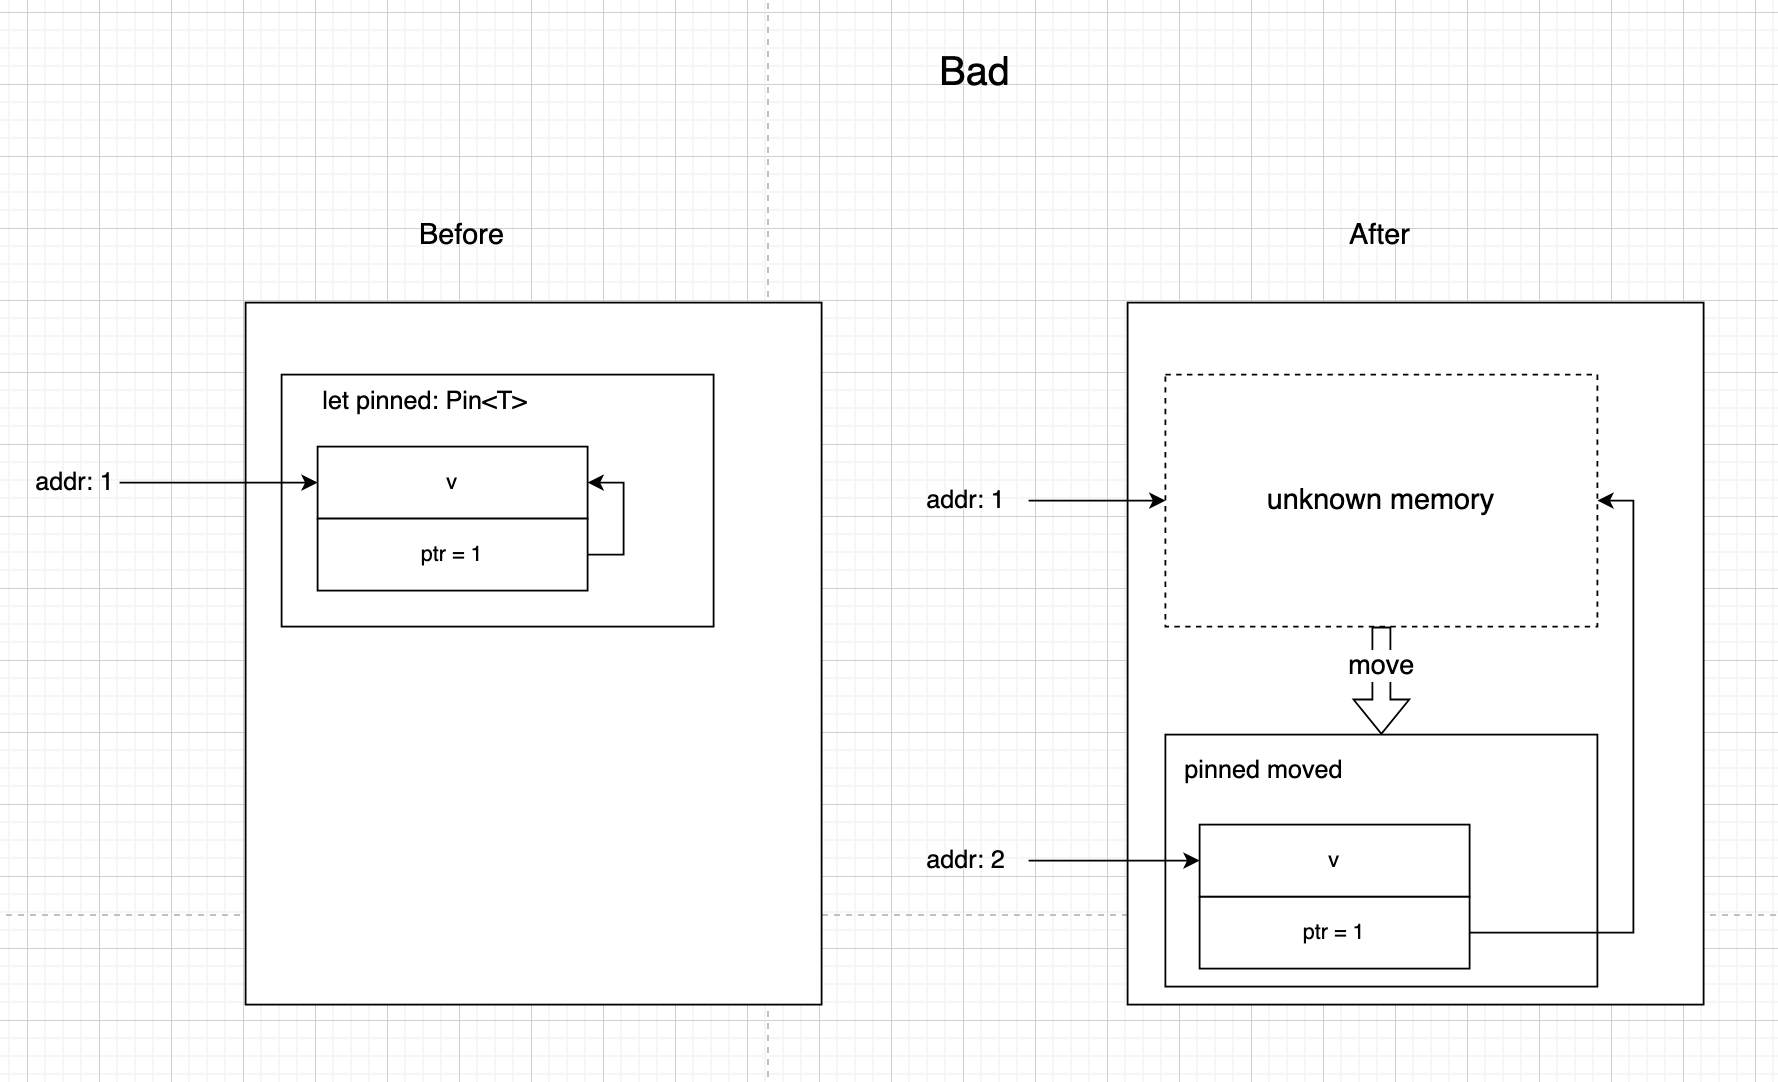 Bad
Before
After
let pinned: Pin<T>
addr: 1
v
ptr = 1
addr: 1
unknown memory
move
pinned moved
addr: 2
v
ptr = 1